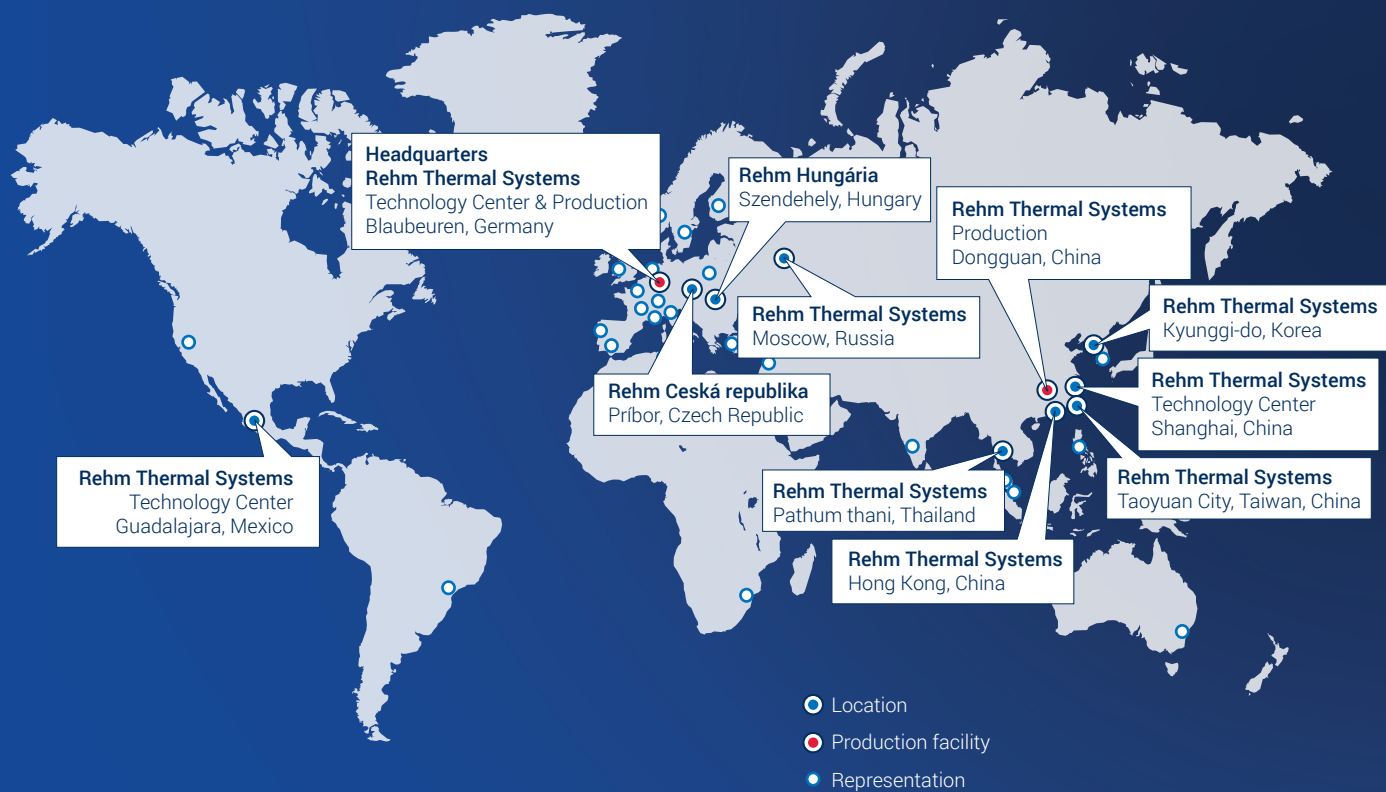 Headquarters
Rehm Thermal Systems
Technology Center & Production
Blaubeuren, Germany
Rehm Hungária
Szendehely, Hungary
Rehm Thermal Systems
Production
Dongguan, China
Rehm Thermal Systems
Moscow, Russia
Rehm Thermal Systems
Kyunggi-do, Korea
Rehm Ceská republika
Príbor, Czech Republic
Rehm Thermal Systems
Technology Center
Shanghai, China
Rehm Thermal Systems
Technology Center
Guadalajara, Mexico
Rehm Thermal Systems
Pathum thani, Thailand
Rehm Thermal Systems
Taoyuan City, Taiwan, China
Rehm Thermal Systems
Hong Kong, China
Location
Production facility
Representation